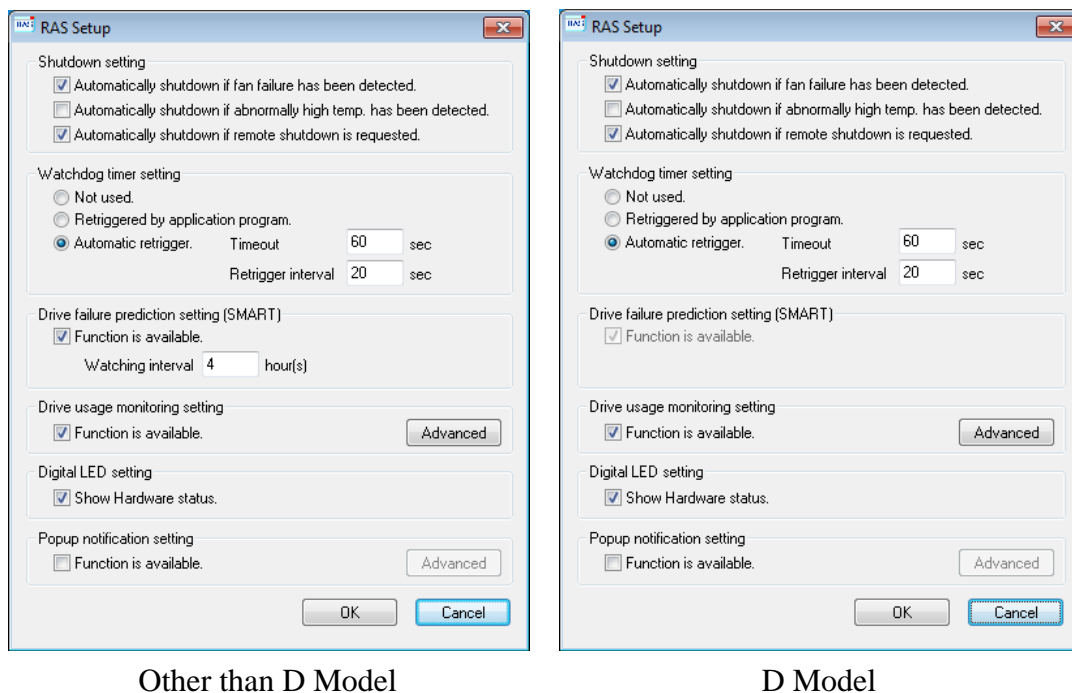 RAS Setup
Shutdown setting
Automatically shutdown if fan failure has been detected.
Automatically shutdown if abnormally high temp. has been detected.
Automatically shutdown if remote shutdown is requested.
Watchdog timer setting
Not used.
Retriggered by application program.
Automatic retrigger. Timeout 60 sec
Retrigger interval 20 sec
Drive failure prediction setting (SMART)
Function is available.
Watching interval 4 hour(s)
Drive usage monitoring setting
Function is available. Advanced
Digital LED setting
Show Hardware status.
Popup notification setting
Function is available. Advanced
OK Cancel
Other than D Model
RAS Setup
Shutdown setting
Automatically shutdown if fan failure has been detected.
Automatically shutdown if abnormally high temp. has been detected.
Automatically shutdown if remote shutdown is requested.
Watchdog timer setting
Not used.
Retriggered by application program.
Automatic retrigger. Timeout 60 sec
Retrigger interval 20 sec
Drive failure prediction setting (SMART)
Function is available.
Drive usage monitoring setting
Function is available. Advanced
Digital LED setting
Show Hardware status.
Popup notification setting
Function is available. Advanced
OK Cancel
D Model